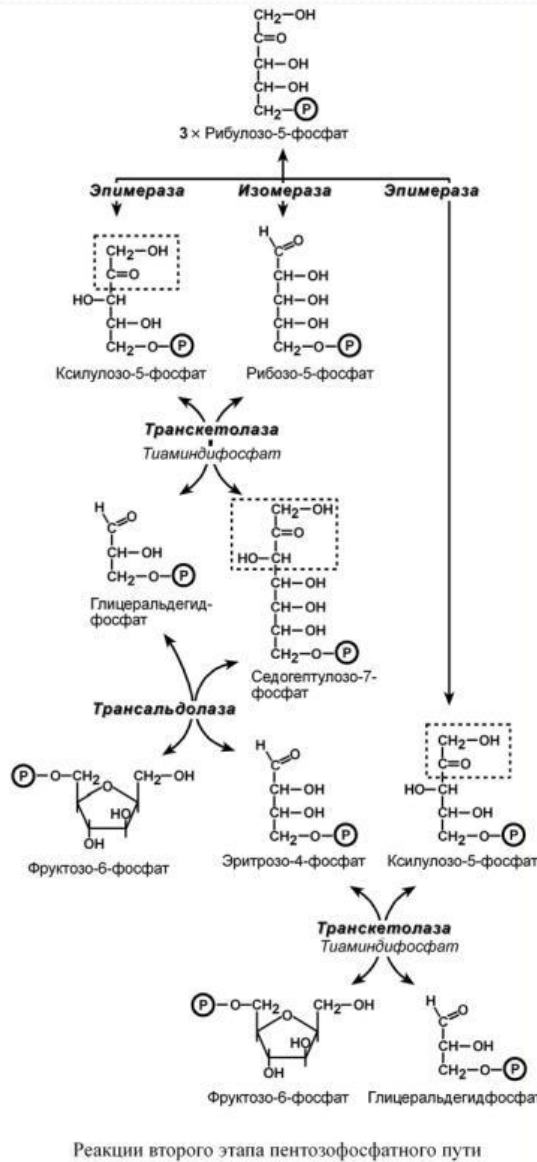 CH₂–OH
C=O
CH–OH
CH–OH
CH₂–P
3 × Рибулозо-5-фосфат
Эпимераза Изомераза Эпимераза
CH₂–OH
C=O
HO–CH
CH–OH
CH₂–O–P
Ксилулозо-5-фосфат
H O
C
CH–OH
CH–OH
CH–OH
CH₂–O–P
Рибозо-5-фосфат
Транскетолаза
Тиаминдифосфат
H O
C
CH–OH
CH₂–O–P
Глицеральдегид-
фосфат
CH₂–OH
C=O
HO–CH
CH–OH
CH–OH
CH–OH
CH₂–O–P
Седогептулозо-7-
фосфат
Трансальдолаза
P–O–CH₂ CH₂–OH
O
HO
OH
Фруктозо-6-фосфат
H O
C
CH–OH
CH–OH
CH₂–O–P
Эритрозо-4-фосфат
CH₂–OH
C=O
HO–CH
CH–OH
CH₂–O–P
Ксилулозо-5-фосфат
Транскетолаза
Тиаминдифосфат
P–O–CH₂ CH₂–OH
O
HO
OH
Фруктозо-6-фосфат
H O
C
CH–OH
CH₂–O–P
Глицеральдегидфосфат
Реакции второго этапа пентозофосфатного пути